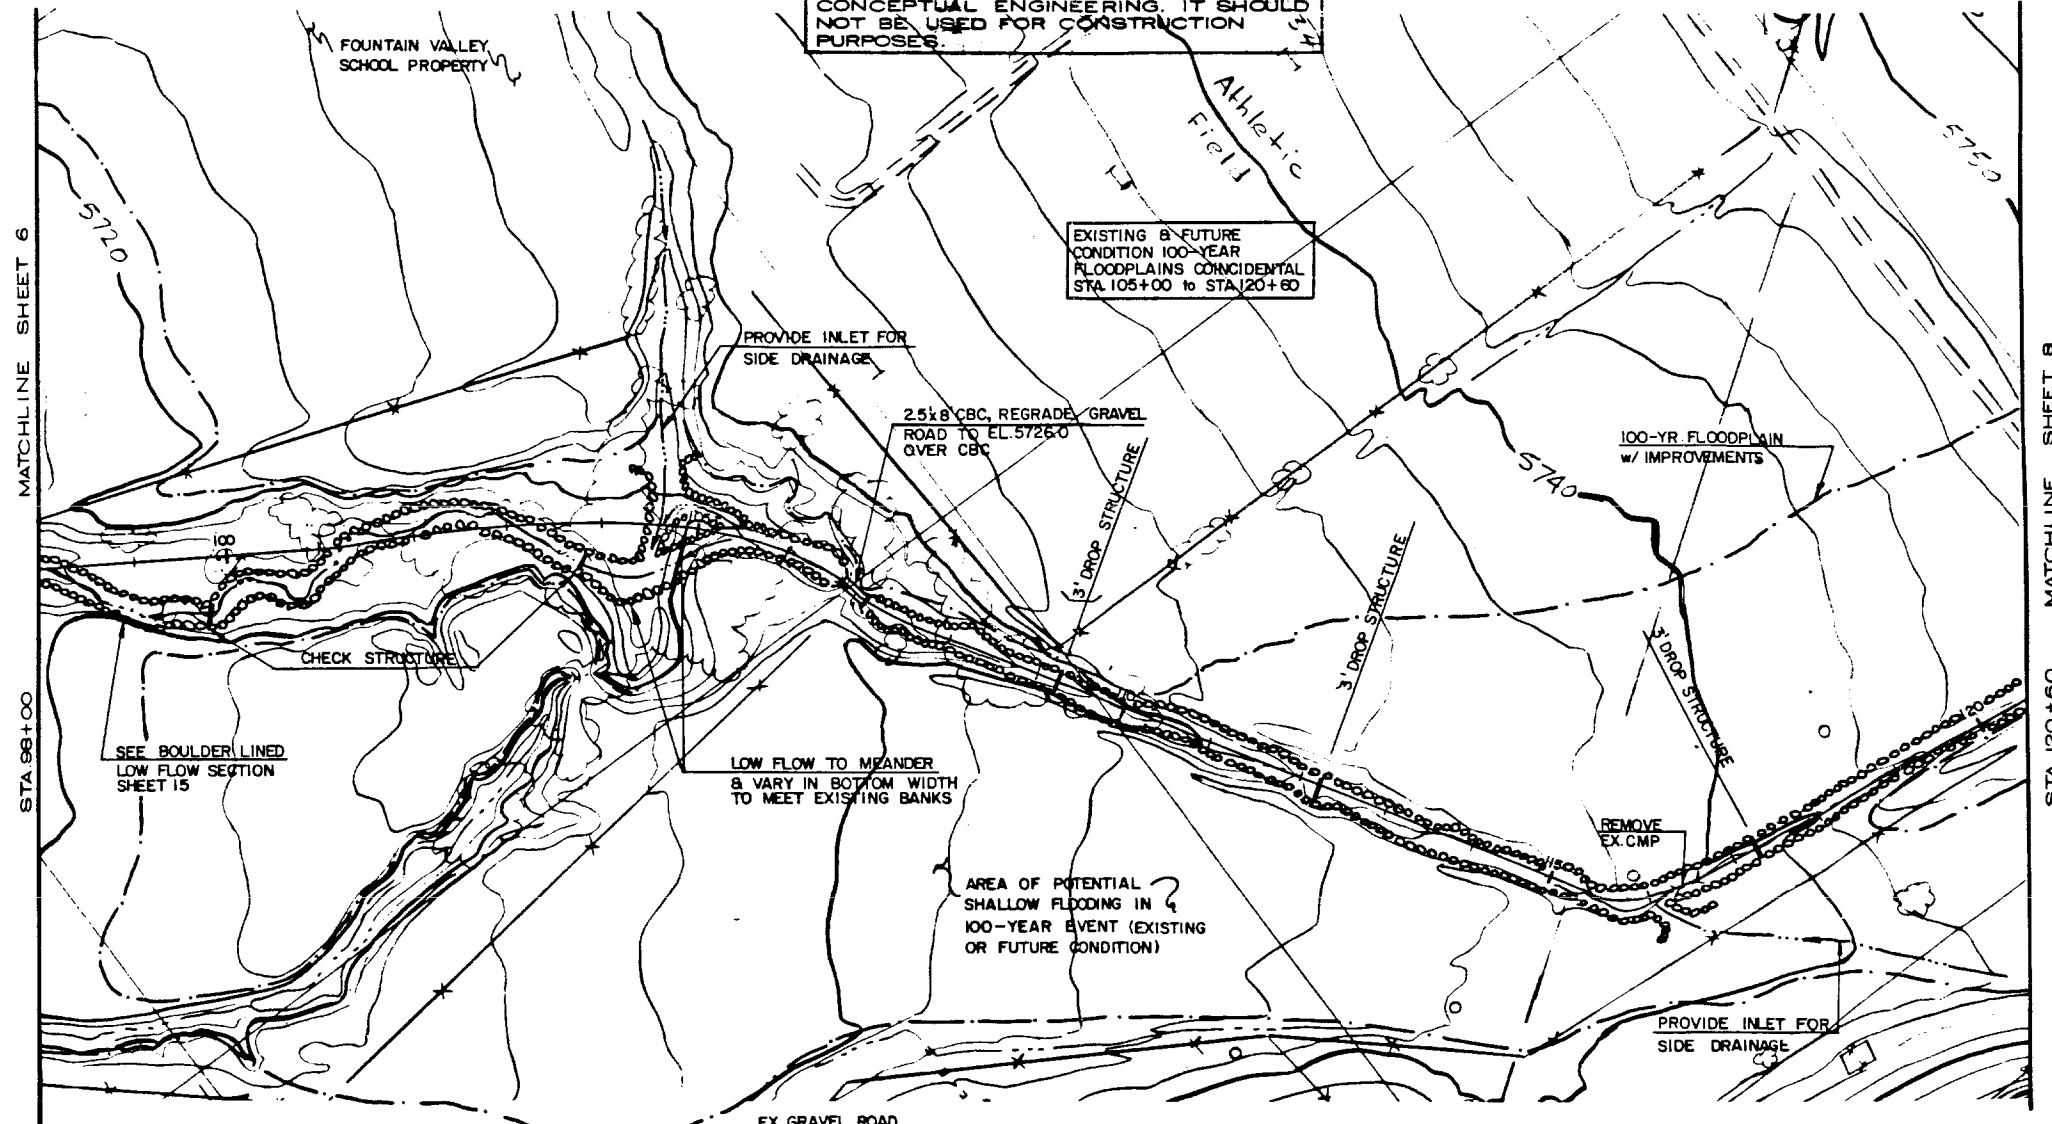 CONCEPTUAL ENGINEERING. IT SHOULD
NOT BE USED FOR CONSTRUCTION
PURPOSES.
FOUNTAIN VALLEY
SCHOOL PROPERTY
Athletic
Field
5750
5720
EXISTING & FUTURE
CONDITION 100-YEAR
FLOODPLAINS COINCIDENTAL
STA. 105+00 to STA.120+60
MATCHLINE SHEET 6
STA 98+00
MATCHLINE SHEET 8
STA 120+60
PROVIDE INLET FOR
SIDE DRAINAGE
2.5'x8' CBC, REGRADE GRAVEL
ROAD TO EL.5726.0
OVER CBC
3' DROP STRUCTURE
3' DROP STRUCTURE
3' DROP STRUCTURE
5740
100-YR. FLOODPLAIN
w/ IMPROVEMENTS
CHECK STRUCTURE
SEE BOULDER LINED
LOW FLOW SECTION
SHEET 15
LOW FLOW TO MEANDER
& VARY IN BOTTOM WIDTH
TO MEET EXISTING BANKS
120
REMOVE
EX. CMP
115
AREA OF POTENTIAL
SHALLOW FLOODING IN
100-YEAR EVENT (EXISTING
OR FUTURE CONDITION)
PROVIDE INLET FOR
SIDE DRAINAGE
EX GRAVEL ROAD